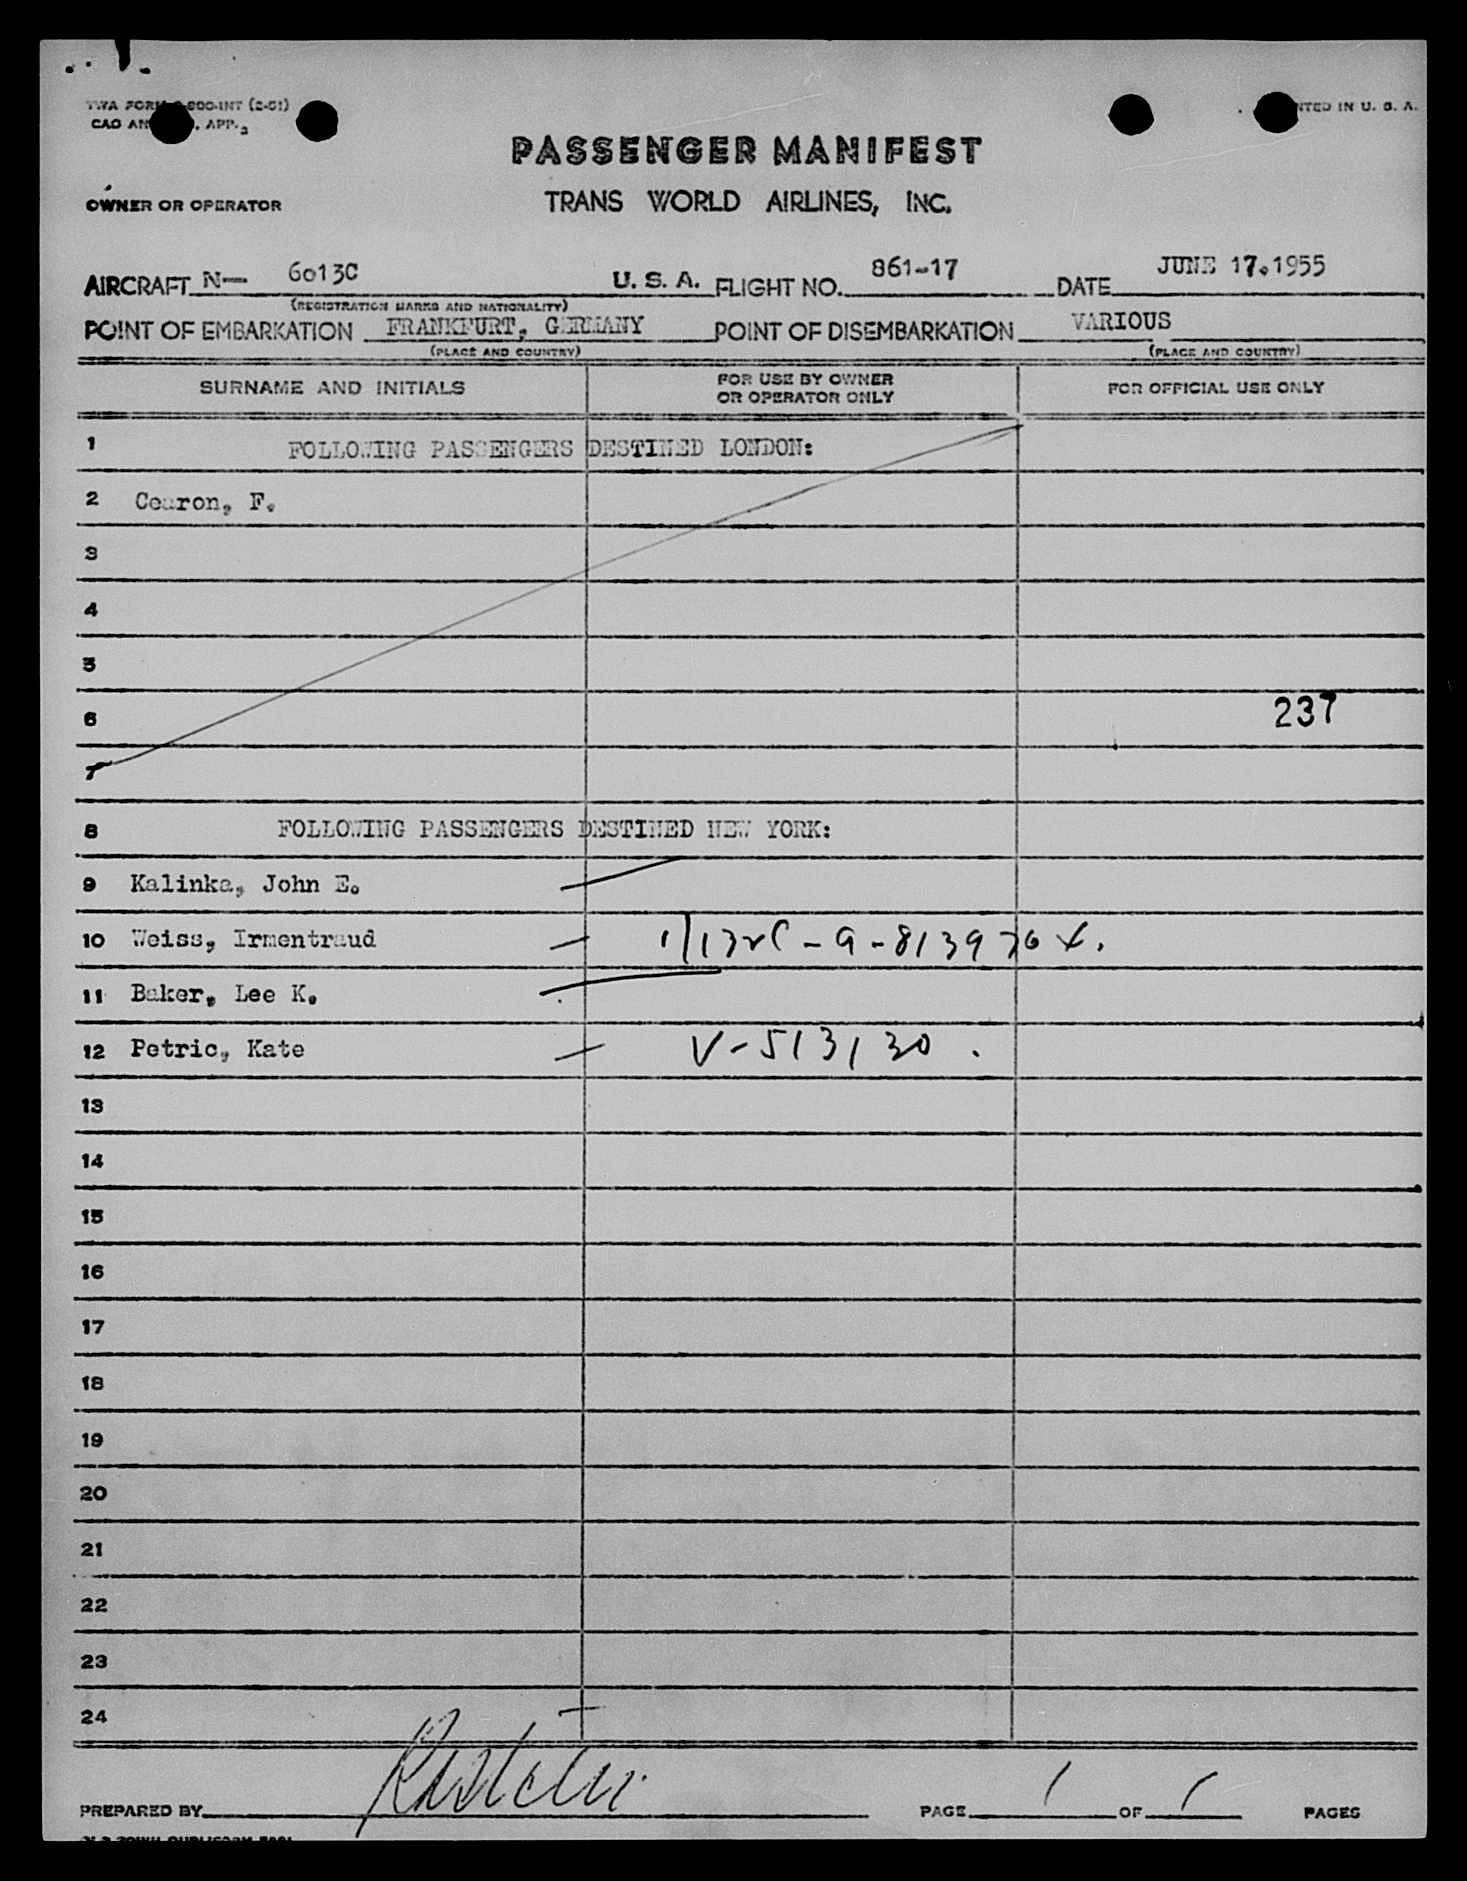 TWA FORM
PRINTED IN U. S. A.
PASSENGER MANIFEST
OWNER OR OPERATOR
TRANS WORLD AIRLINES, INC.
AIRCRAFT N— 6013C U. S. A. FLIGHT NO. 861-17 DATE JUNE 17.1955
(REGISTRATION MARKS AND NATIONALITY)
POINT OF EMBARKATION FRANKFURT, GERMANY POINT OF DISEMBARKATION VARIOUS
(PLACE AND COUNTRY) (PLACE AND COUNTRY)
SURNAME AND INITIALS FOR USE BY OWNER OR OPERATOR ONLY FOR OFFICIAL USE ONLY
1 FOLLOWING PASSENGERS DESTINED LONDON:
2 Cearon, F.
3
4
5
6 237
7
8 FOLLOWING PASSENGERS DESTINED NEW YORK:
9 Kalinka, John E.
10 Weiss, Irmentraud
11 Baker, Lee K.
12 Petric, Kate V-513130.
13
14
15
16
17
18
19
20
21
22
23
24
PREPARED BY PAGE 1 OF 1 PAGES